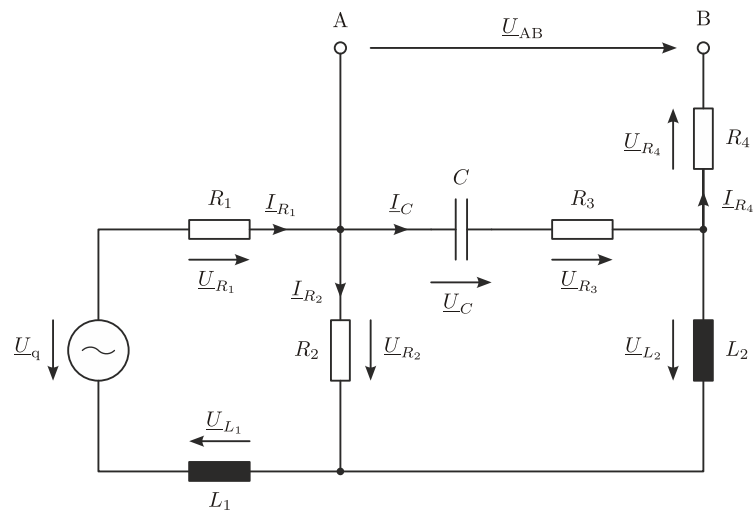 A
B
U_AB
U_R4
R4
C
R1
I_R1
I_C
R3
I_R4
U_R1
I_R2
U_C
U_R3
U_q
R2
U_R2
U_L2
L2
U_L1
L1